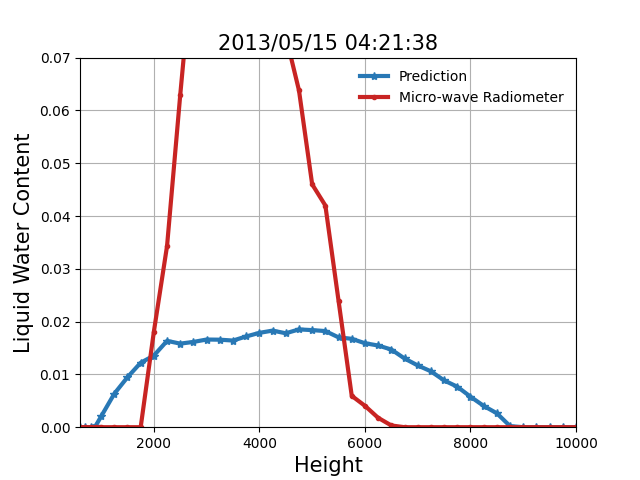 2013/05/15 04:21:38
0.07
0.06
0.05
0.04
0.03
0.02
0.01
0.00
Liquid Water Content
Prediction
Micro-wave Radiometer
2000 4000 6000 8000 10000
Height